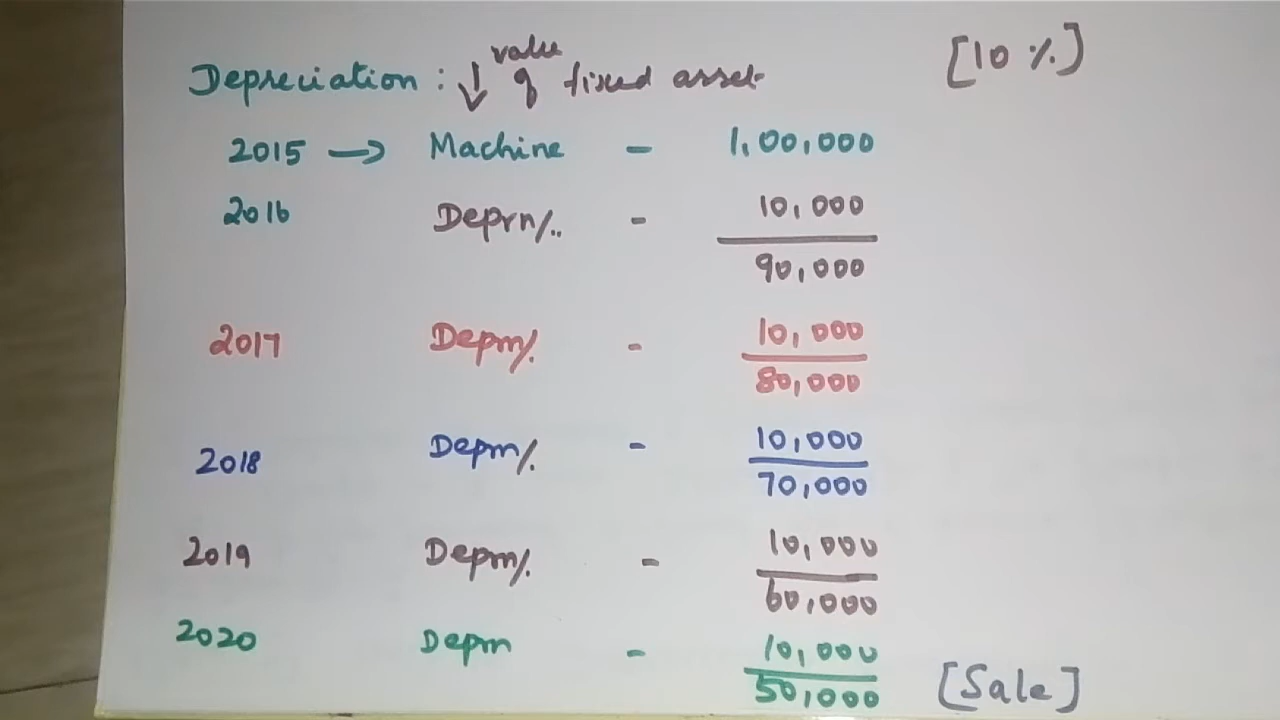 Depreciation : ↓ value of fixed asset [10 %]
2015 → Machine - 1,00,000
2016 Deprn/.. - 10,000
90,000
2017 Deprn/. - 10,000
80,000
2018 Deprn/. - 10,000
70,000
2019 Deprn/. - 10,000
60,000
2020 Deprn - 10,000
50,000 [Sale]